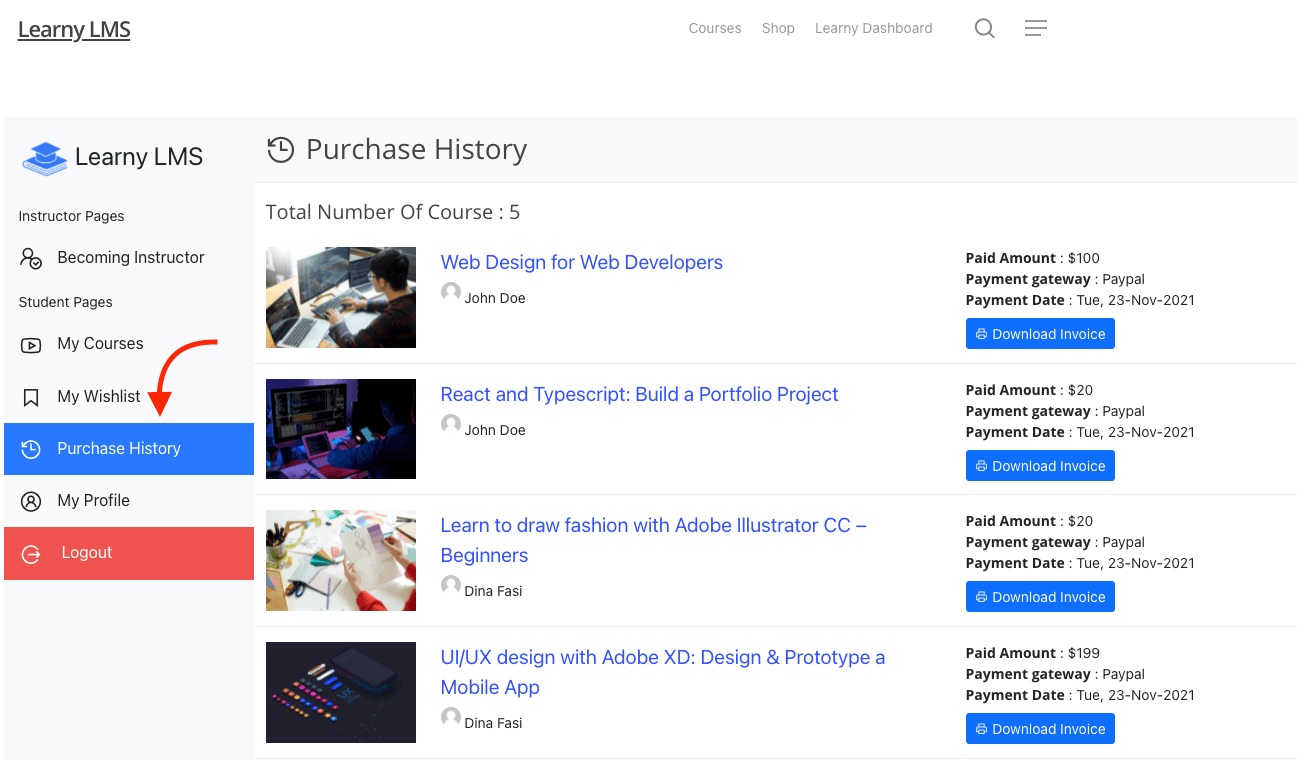 Learny LMS
Courses
Shop
Learny Dashboard
Learny LMS
Instructor Pages
Becoming Instructor
Student Pages
My Courses
My Wishlist
Purchase History
My Profile
Logout
Purchase History
Total Number Of Course : 5
Web Design for Web Developers
John Doe
Paid Amount : $100
Payment gateway : Paypal
Payment Date : Tue, 23-Nov-2021
Download Invoice
React and Typescript: Build a Portfolio Project
John Doe
Paid Amount : $20
Payment gateway : Paypal
Payment Date : Tue, 23-Nov-2021
Download Invoice
Learn to draw fashion with Adobe Illustrator CC –
Beginners
Dina Fasi
Paid Amount : $20
Payment gateway : Paypal
Payment Date : Tue, 23-Nov-2021
Download Invoice
UX
UI/UX design with Adobe XD: Design & Prototype a
Mobile App
Dina Fasi
Paid Amount : $199
Payment gateway : Paypal
Payment Date : Tue, 23-Nov-2021
Download Invoice